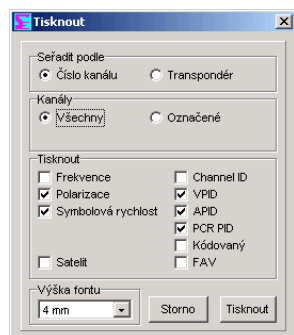 Tisknout
Seřadit podle
Číslo kanálu Transpondér
Kanály
Všechny Označené
Tisknout
Frekvence Channel ID
Polarizace VPID
Symbolová rychlost APID
PCR PID
Kódovaný
Satelit FAV
Výška fontu
4 mm Storno Tisknout